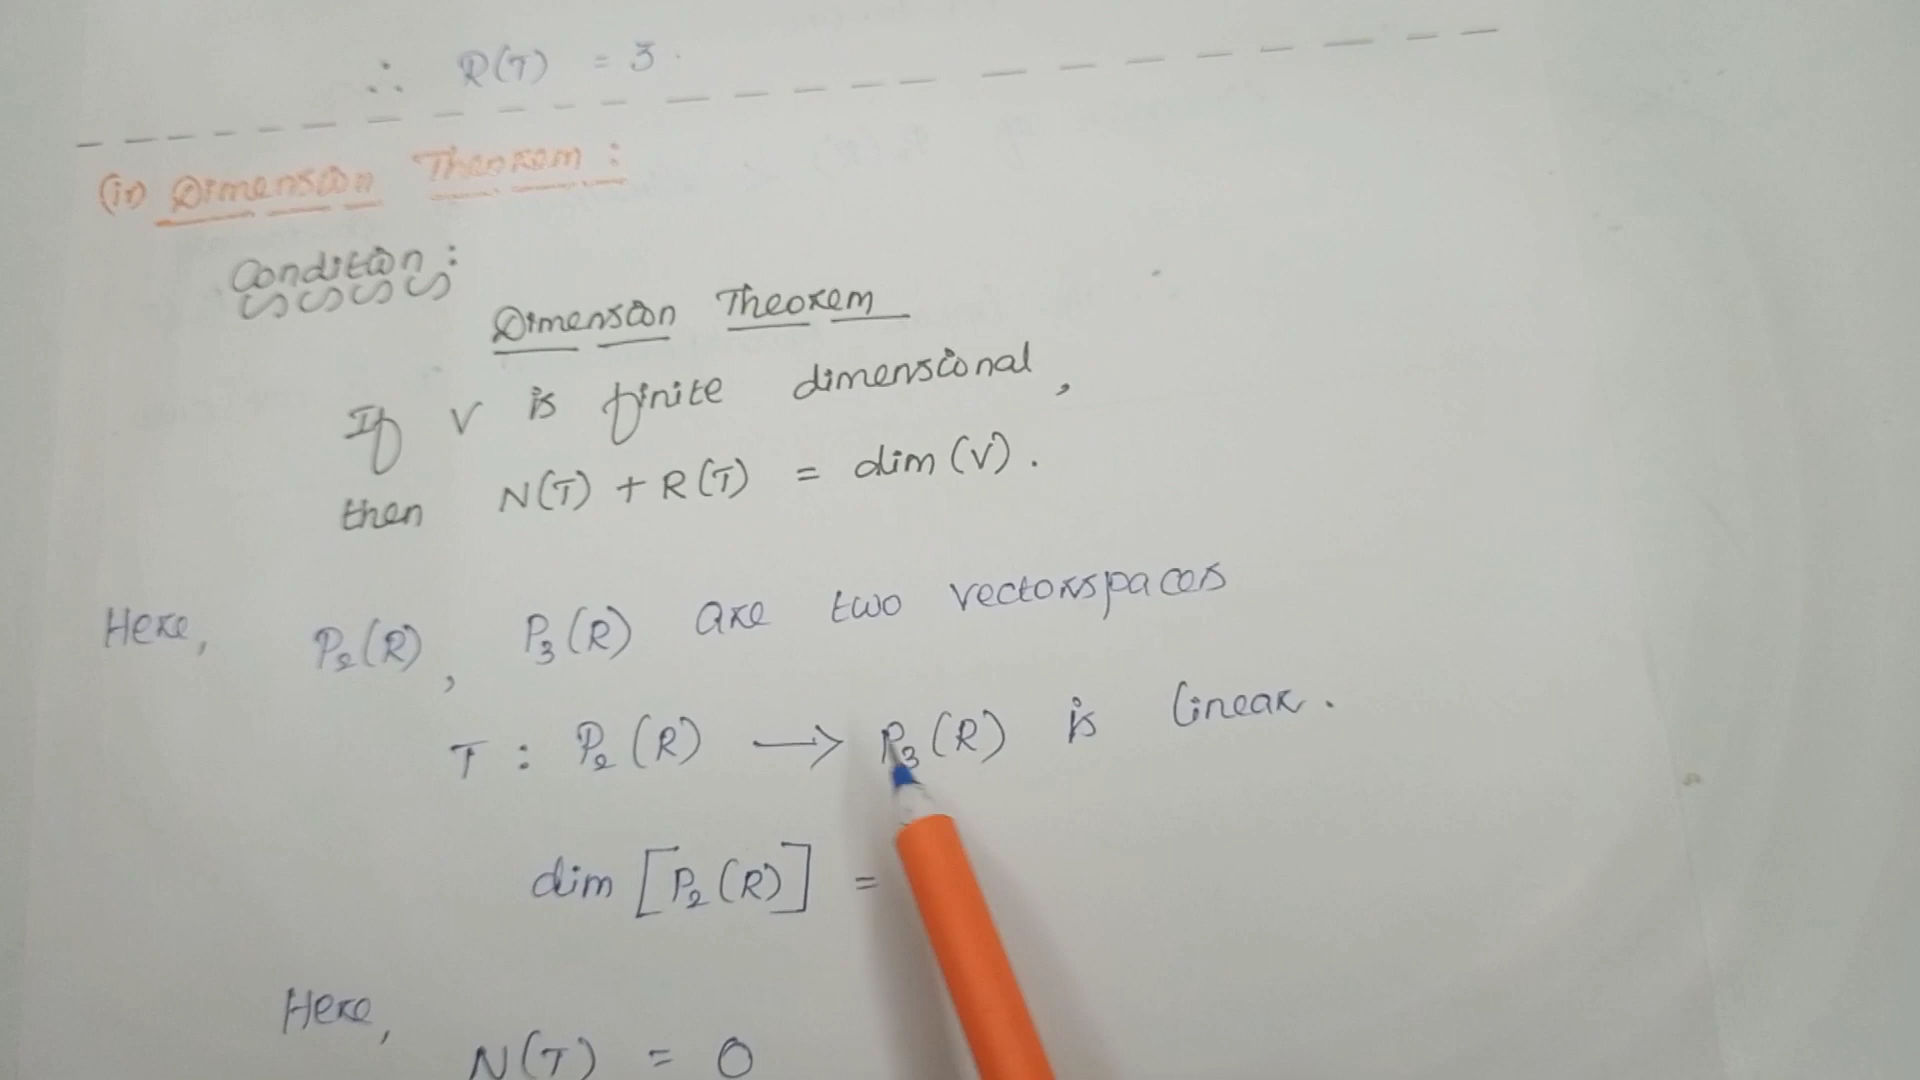 ∴ R(T) = 3.
(iv) Dimension Theorem :
Condition :
Dimension Theorem
If V is finite dimensional,
then N(T) + R(T) = dim (V).
Here, P₂(R), P₃(R) are two vectorspaces
T : P₂(R) → P₃(R) is linear.
dim [P₂(R)] =
Here,
N(T) = 0